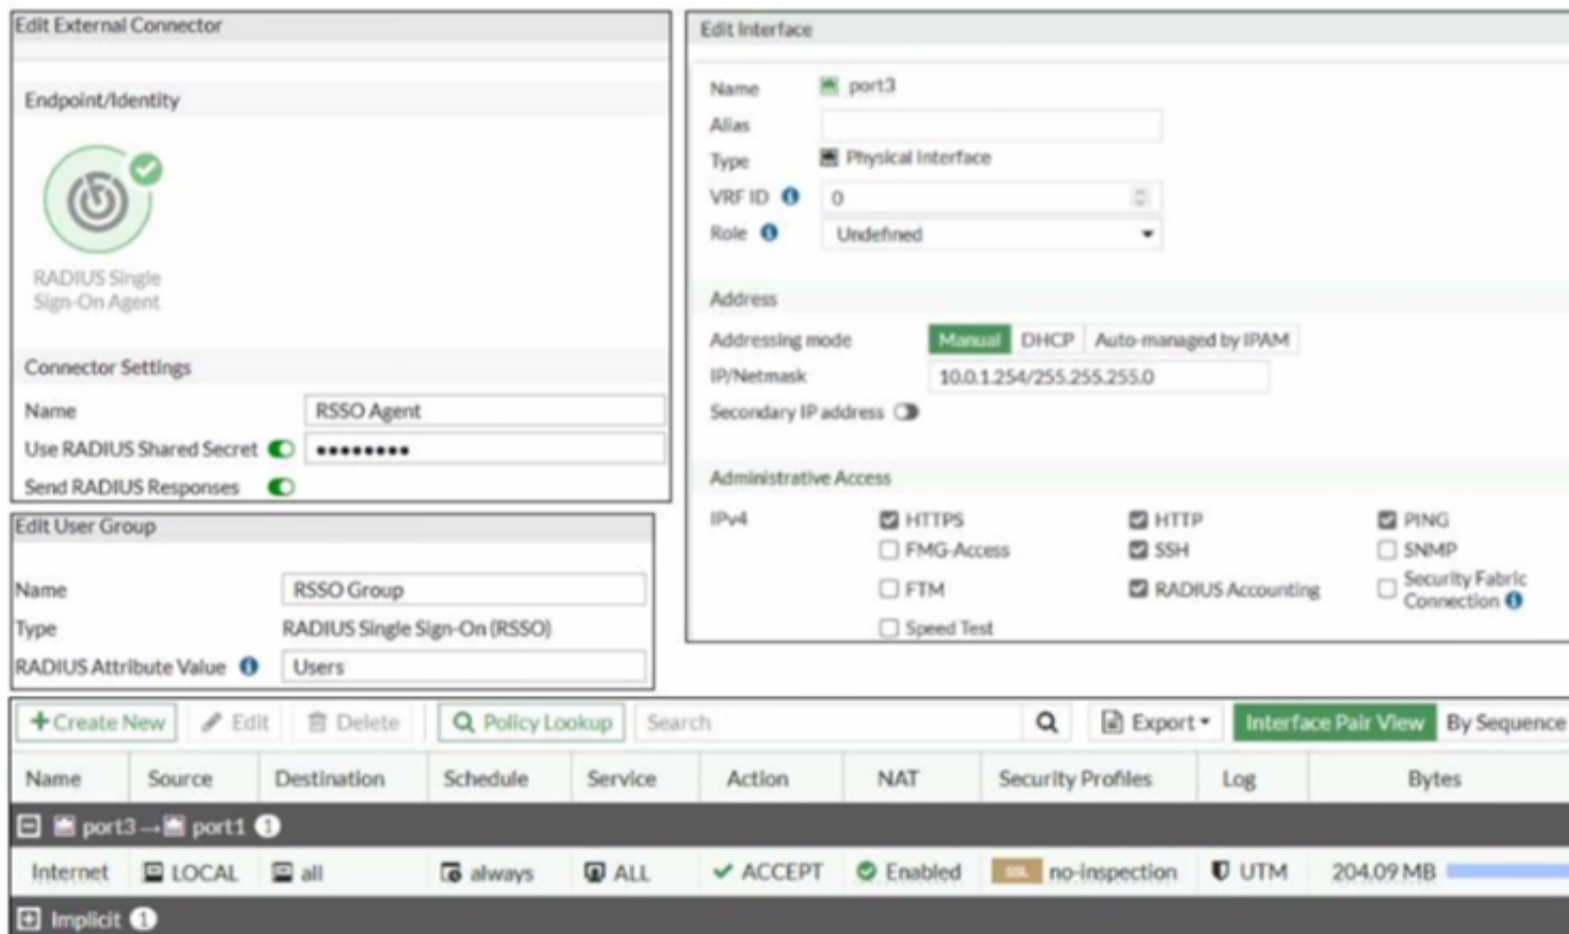 Edit External Connector
Endpoint/Identity
RADIUS Single
Sign-On Agent
Connector Settings
Name RSSO Agent
Use RADIUS Shared Secret ••••••••
Send RADIUS Responses
Edit User Group
Name RSSO Group
Type RADIUS Single Sign-On (RSSO)
RADIUS Attribute Value Users
Edit Interface
Name port3
Alias
Type Physical Interface
VRF ID 0
Role Undefined
Address
Addressing mode Manual DHCP Auto-managed by IPAM
IP/Netmask 10.0.1.254/255.255.255.0
Secondary IP address
Administrative Access
IPv4 HTTPS HTTP PING
FMG-Access SSH SNMP
FTM RADIUS Accounting Security Fabric
Connection
Speed Test
+ Create New Edit Delete Policy Lookup Search Export Interface Pair View By Sequence
Name Source Destination Schedule Service Action NAT Security Profiles Log Bytes
port3 → port1 1
Internet LOCAL all always ALL ACCEPT Enabled SSL no-inspection UTM 204.09 MB
Implicit 1